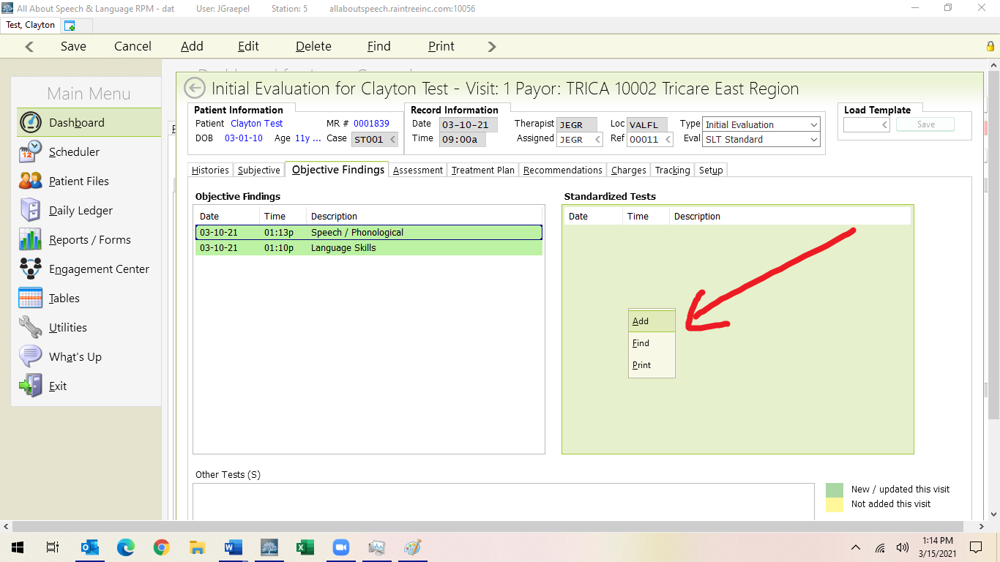 All About Speech & Language RPM - dat User: JGraepel Station: 5 allaboutspeech.raintreeinc.com:10056
Test, Clayton
Save Cancel Add Edit Delete Find Print
Main Menu
Dashboard
Scheduler
Patient Files
Daily Ledger
Reports / Forms
Engagement Center
Tables
Utilities
What's Up
Exit
Initial Evaluation for Clayton Test - Visit: 1 Payor: TRICA 10002 Tricare East Region
Patient Information Record Information Load Template
Patient Clayton Test MR # 0001839 Date 03-10-21 Therapist JEGR Loc VALFL Type Initial Evaluation Save
DOB 03-01-10 Age 11y ... Case ST001 Time 09:00a Assigned JEGR Ref 00011 Eval SLT Standard
Histories Subjective Objective Findings Assessment Treatment Plan Recommendations Charges Tracking Setup
Objective Findings Standardized Tests
Date Time Description Date Time Description
03-10-21 01:13p Speech / Phonological
03-10-21 01:10p Language Skills
Add
Find
Print
Other Tests (S)
New / updated this visit
Not added this visit
1:14 PM
3/15/2021